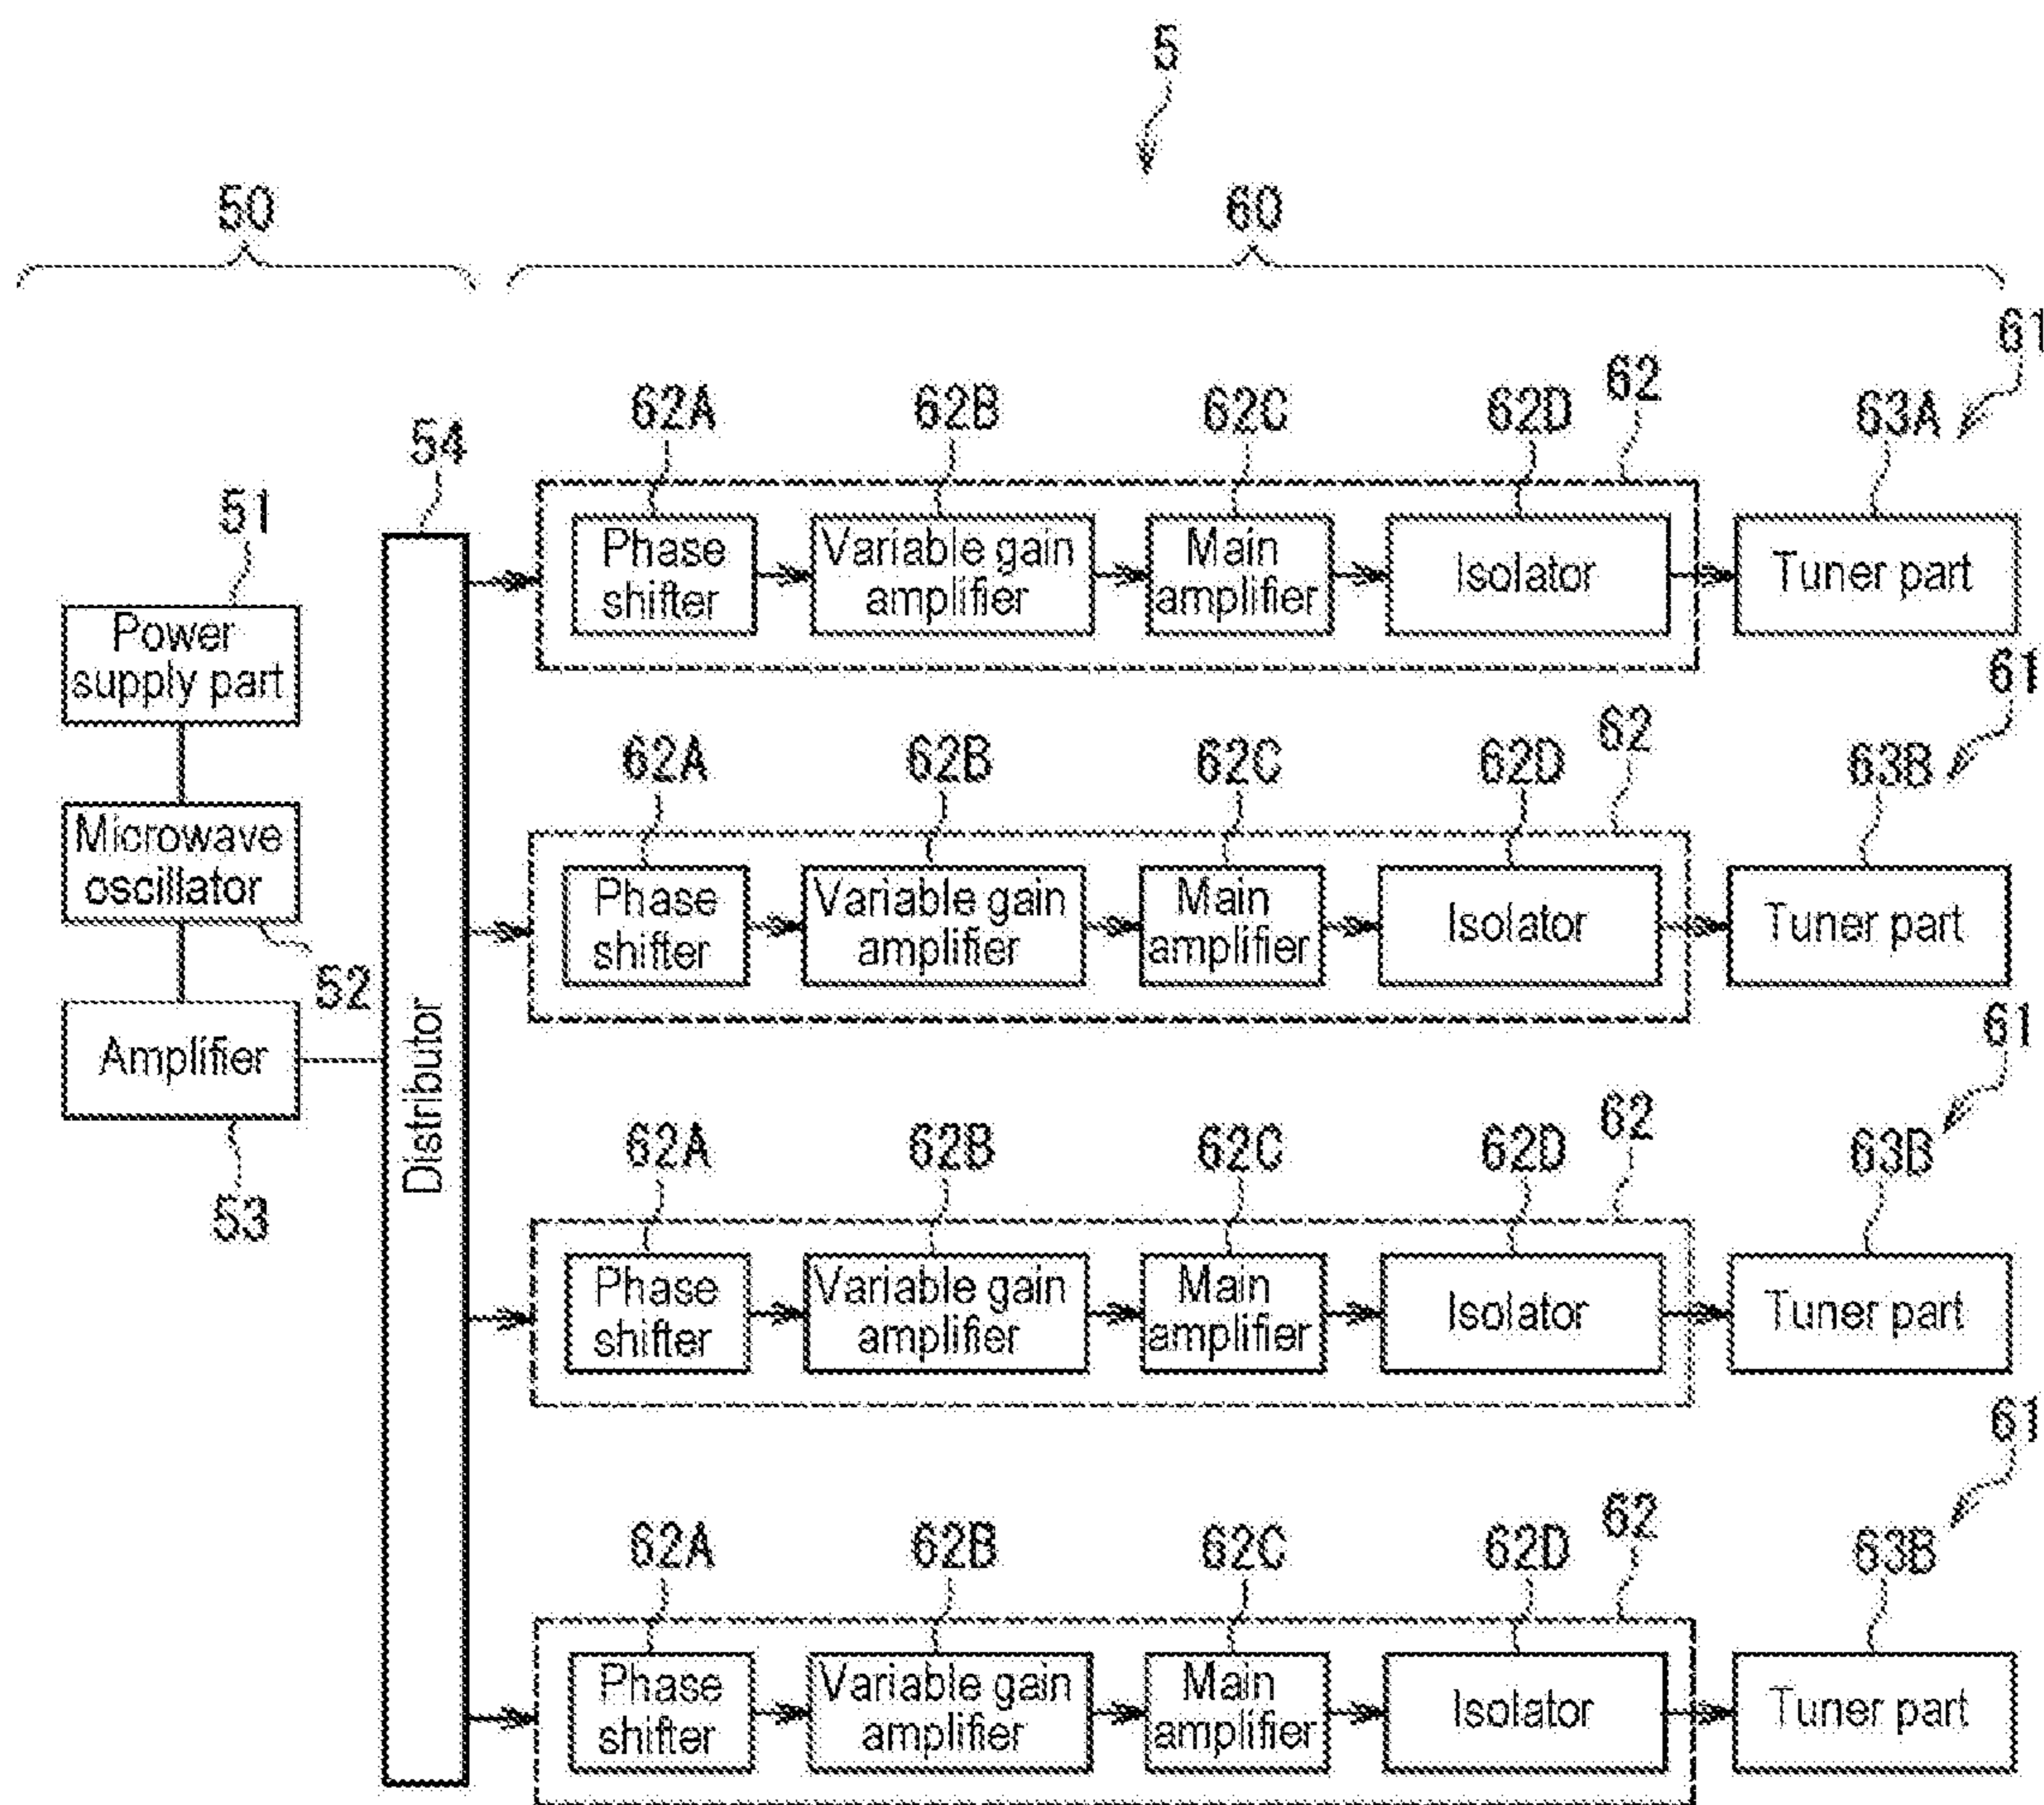 5
50
60
61
62A
62B
62C
62D
62
63A
54
51
Phase
shifter
Variable gain
amplifier
Main
amplifier
Isolator
Tuner part
Power
supply part
61
62A
62B
62C
62D
62
63B
Microwave
oscillator
Phase
shifter
Variable gain
amplifier
Main
amplifier
Isolator
Tuner part
52
Amplifier
53
Distributor
61
62A
62B
62C
62D
62
63B
Phase
shifter
Variable gain
amplifier
Main
amplifier
Isolator
Tuner part
61
62A
62B
62C
62D
62
63B
Phase
shifter
Variable gain
amplifier
Main
amplifier
Isolator
Tuner part